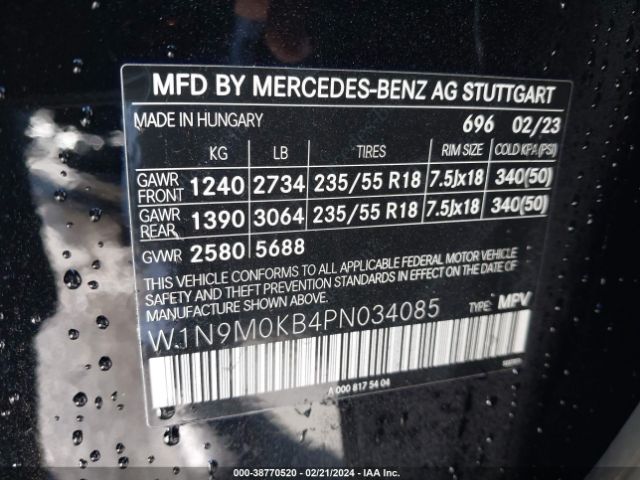 MFD BY MERCEDES-BENZ AG STUTTGART
MADE IN HUNGARY 696 02/23
KG LB TIRES RIM SIZE COLD KPA (PSI)
GAWR FRONT 1240 2734 235/55 R18 7.5Jx18 340(50)
GAWR REAR 1390 3064 235/55 R18 7.5Jx18 340(50)
GVWR 2580 5688
THIS VEHICLE CONFORMS TO ALL APPLICABLE FEDERAL MOTOR VEHICLE
SAFETY AND THEFT PREVENTION STANDARDS IN EFFECT ON THE DATE OF
MANUFACTURE SHOWN ABOVE.
W1N9M0KB4PN034085 TYPE: MPV
A 000 817 54 04
000-38770520 - 02/21/2024 - IAA Inc.